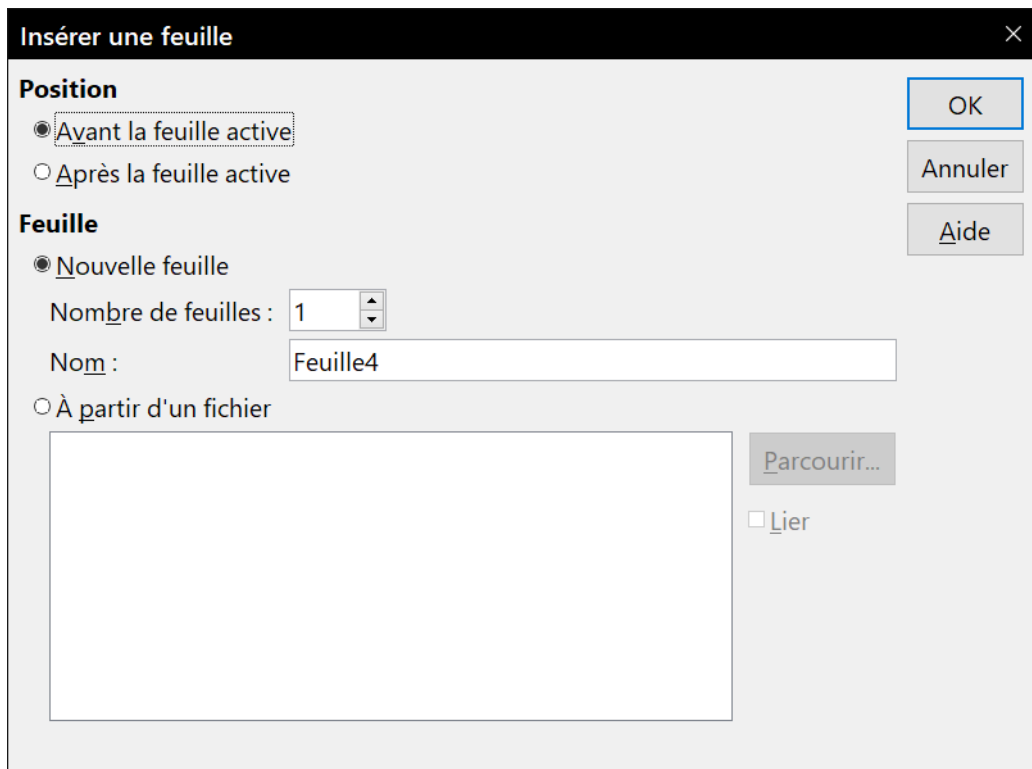 Insérer une feuille
Position
OK
Avant la feuille active
Annuler
Après la feuille active
Feuille
Aide
Nouvelle feuille
Nombre de feuilles : 1
Nom : Feuille4
À partir d'un fichier
Parcourir...
Lier